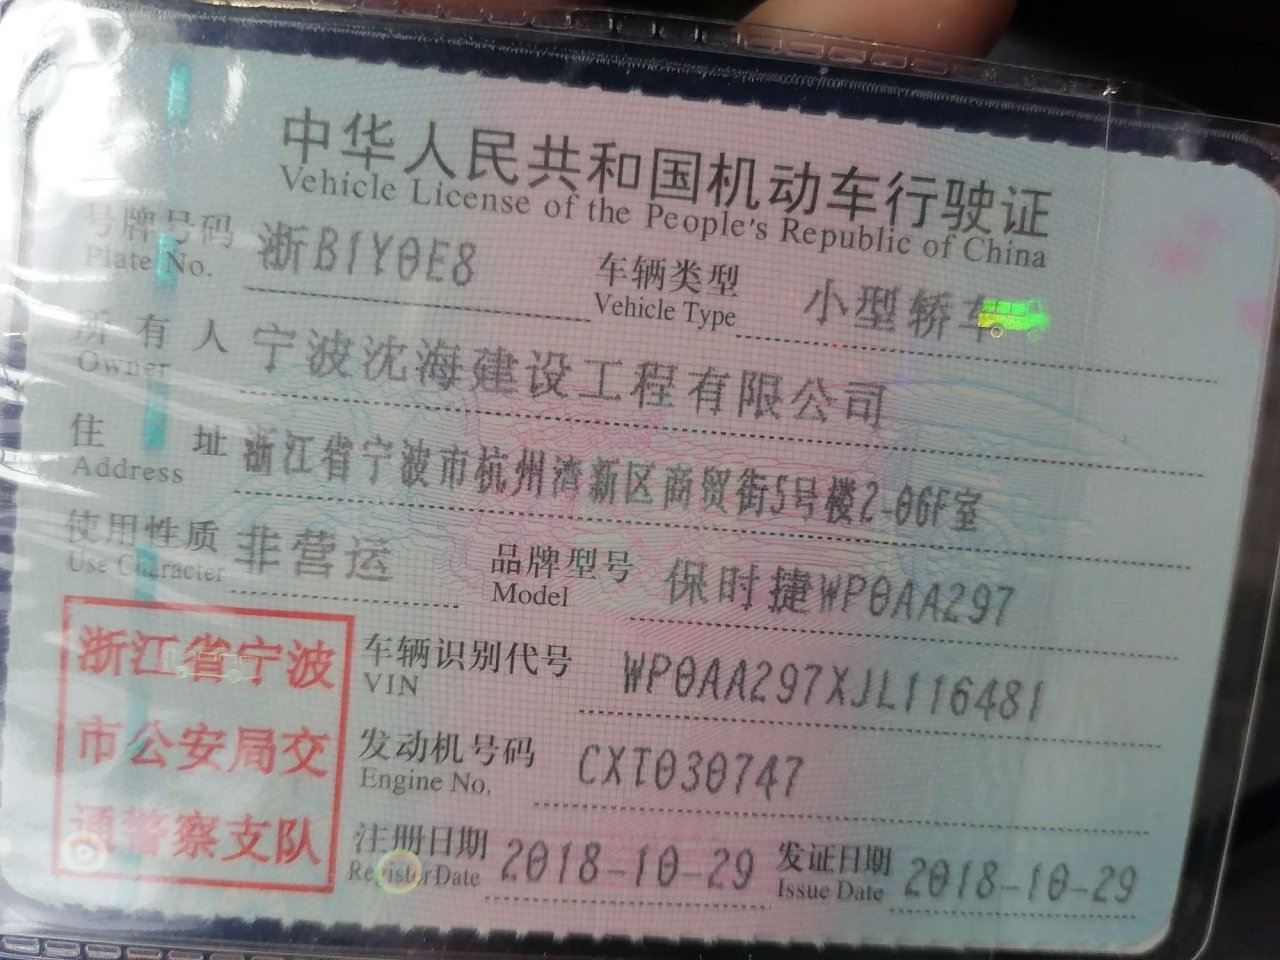 中华人民共和国机动车行驶证
Vehicle License of the People's Republic of China
号牌号码 浙B1Y0E8 车辆类型 小型轿车
Plate No. Vehicle Type
所有人 宁波沈海建设工程有限公司
Owner
住址 浙江省宁波市杭州湾新区商贸街5号楼2-06F室
Address
使用性质 非营运 品牌型号 保时捷WP0AA297
Use Character Model
浙江省宁波
市公安局交
通警察支队
车辆识别代号 WP0AA297XJL116481
VIN
发动机号码 CXT030747
Engine No.
注册日期 2018-10-29 发证日期 2018-10-29
Register Date Issue Date